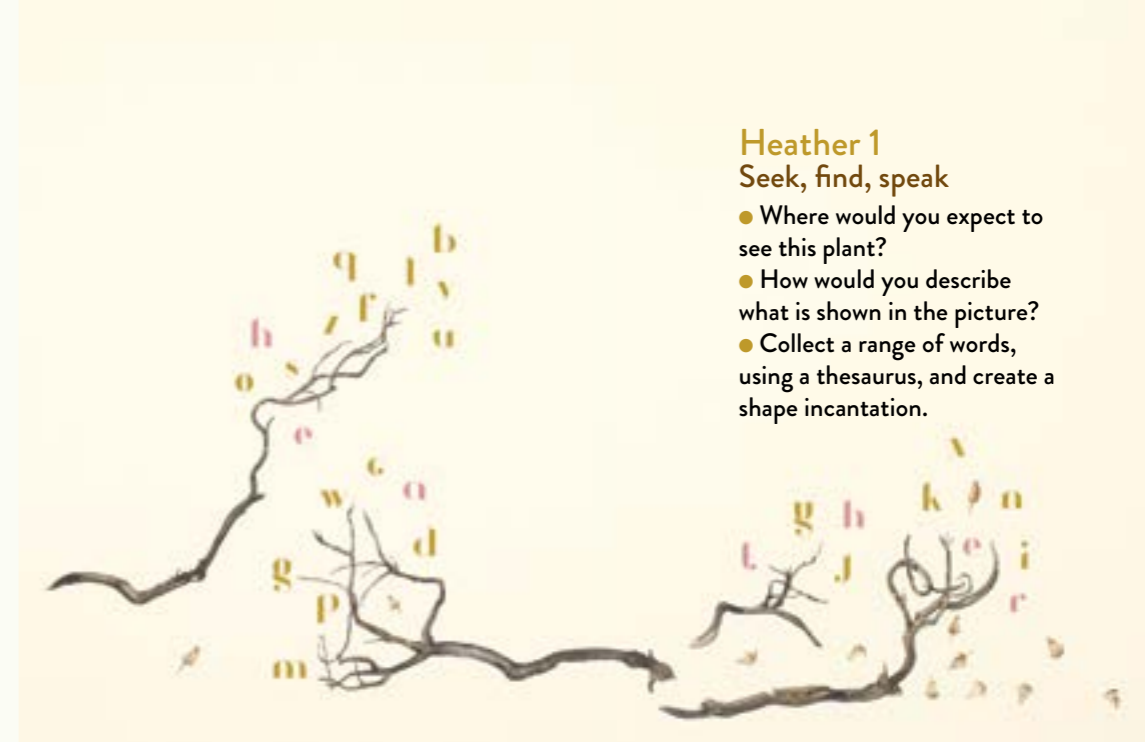 Heather 1
Seek, find, speak
● Where would you expect to
see this plant?
● How would you describe
what is shown in the picture?
● Collect a range of words,
using a thesaurus, and create a
shape incantation.
b
q l
v
f
h z u
o s
e
c
w a
d
g
p
m
k n
g h
t J e i
r